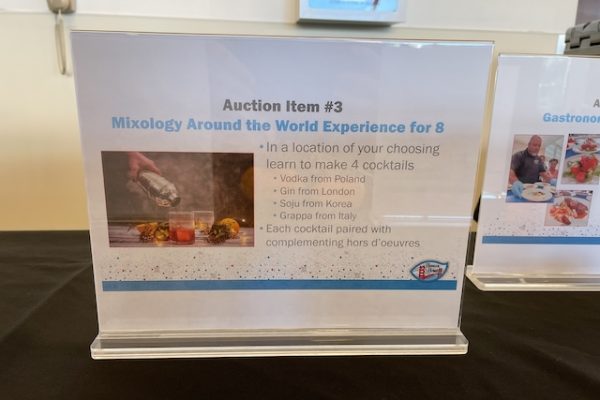 Auction Item #3
Mixology Around the World Experience for 8
• In a location of your choosing
learn to make 4 cocktails
• Vodka from Poland
• Gin from London
• Soju from Korea
• Grappa from Italy
• Each cocktail paired with
complementing hors d'oeuvres
A
Gastronom